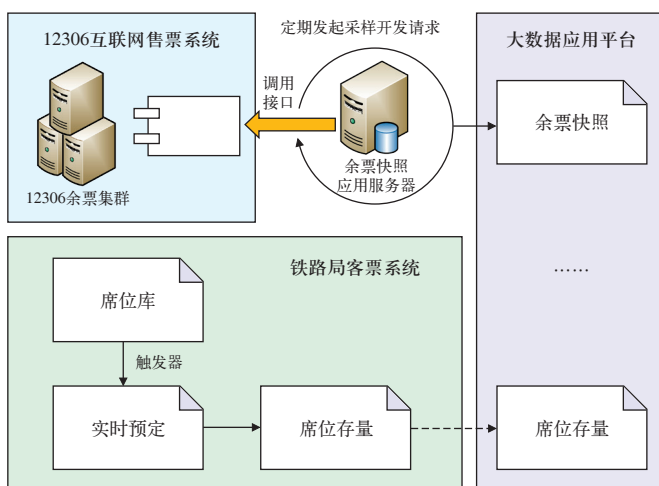 12306互联网售票系统
定期发起采样开发请求
大数据应用平台
调用
接口
余票快照
余票快照
应用服务器
12306余票集群
铁路局客票系统
席位库
……
触发器
实时预定
席位存量
席位存量